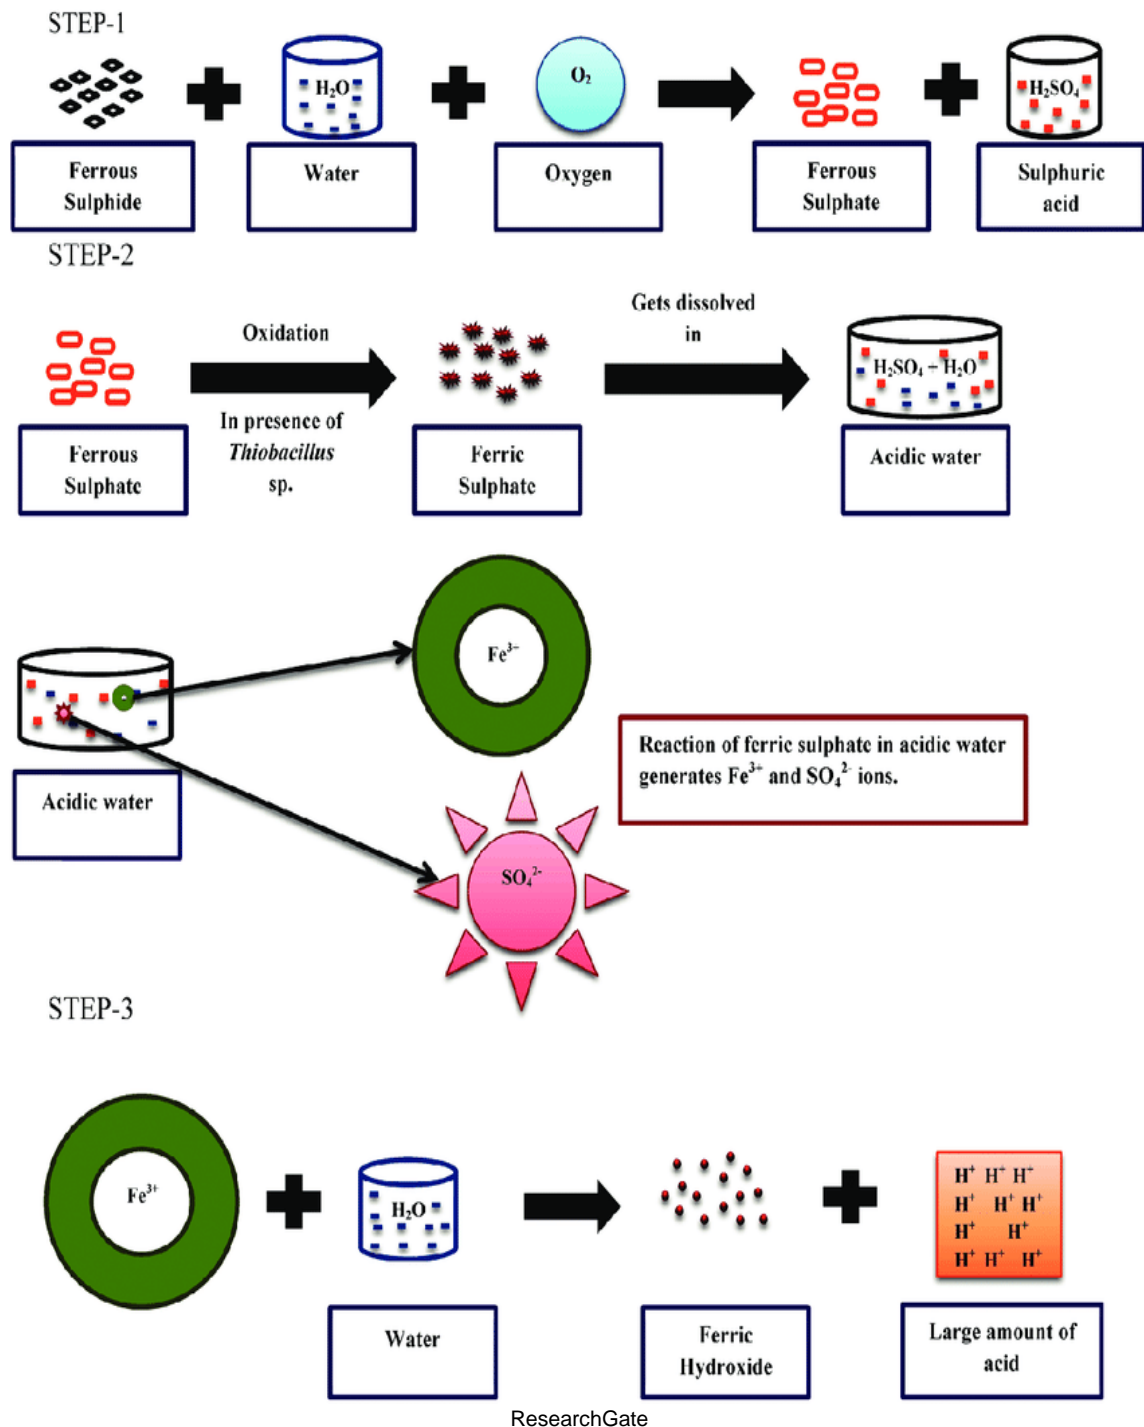 STEP-1
H₂O
O₂
H₂SO₄
Ferrous
Sulphide
Water
Oxygen
Ferrous
Sulphate
Sulphuric
acid
STEP-2
Oxidation
In presence of
Thiobacillus
sp.
Gets dissolved
in
H₂SO₄ + H₂O
Ferrous
Sulphate
Ferric
Sulphate
Acidic water
Fe³⁺
Acidic water
Reaction of ferric sulphate in acidic water
generates Fe³⁺ and SO₄²⁻ ions.
SO₄²⁻
STEP-3
Fe³⁺
H₂O
H⁺ H⁺ H⁺
H⁺ H⁺ H⁺
H⁺ H⁺
H⁺ H⁺ H⁺
Water
Ferric
Hydroxide
Large amount of
acid
ResearchGate